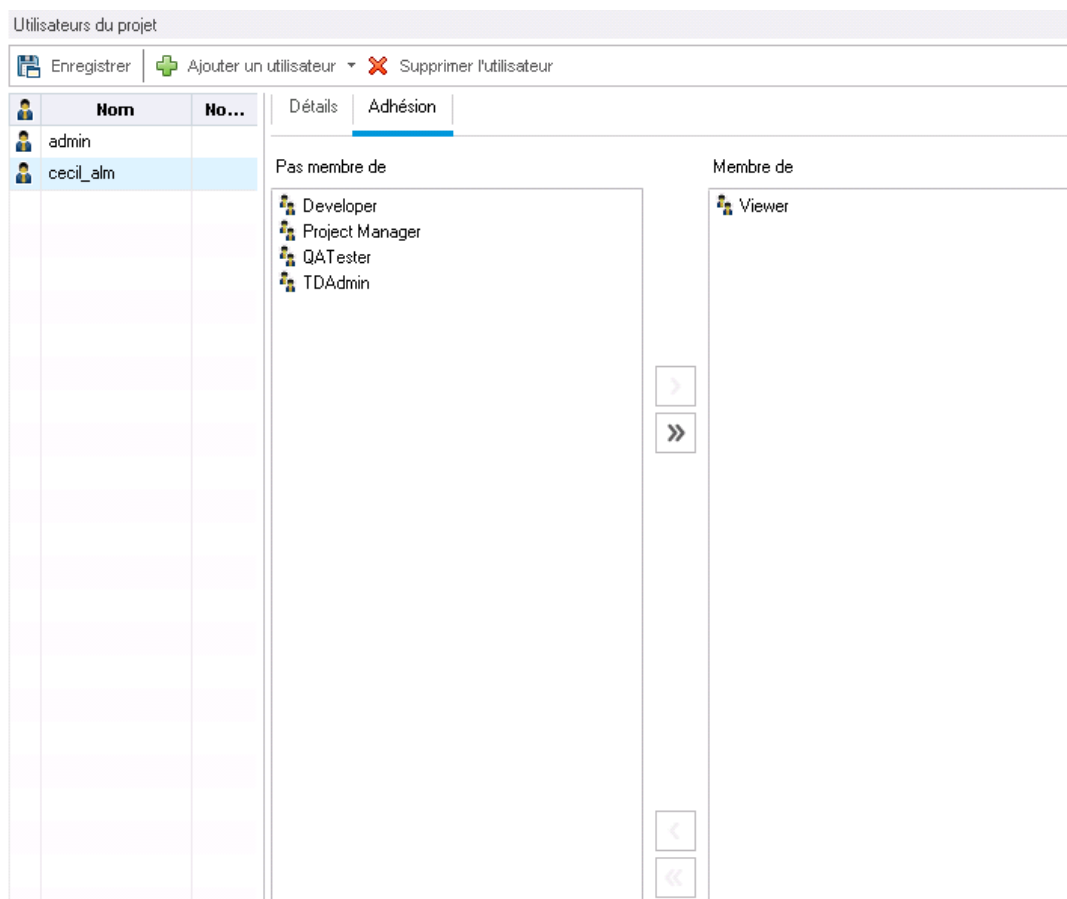 Utilisateurs du projet
Enregistrer Ajouter un utilisateur Supprimer l'utilisateur
Nom No...
admin
cecil_alm
Détails Adhésion
Pas membre de
Developer
Project Manager
QATester
TDAdmin
Membre de
Viewer